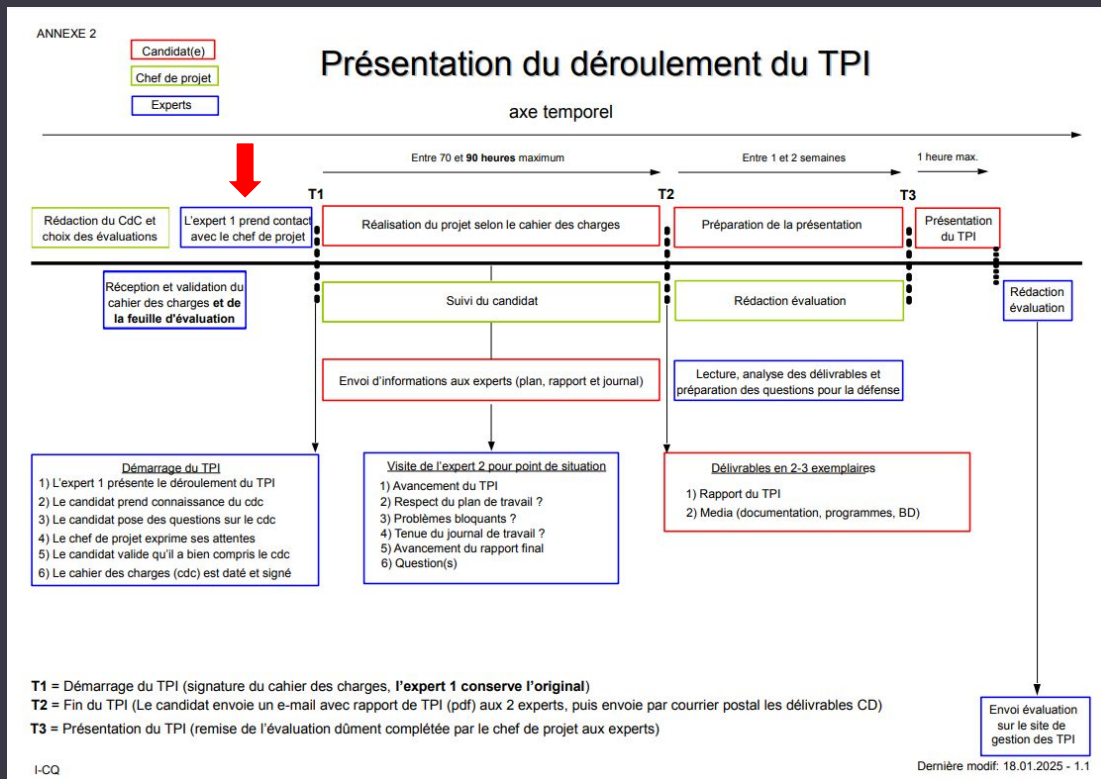 ANNEXE 2
Candidat(e)
Chef de projet
Experts
Présentation du déroulement du TPI
axe temporel
Entre 70 et 90 heures maximum
Entre 1 et 2 semaines
1 heure max.
T1
T2
T3
Rédaction du CdC et
choix des évaluations
L'expert 1 prend contact
avec le chef de projet
Réalisation du projet selon le cahier des charges
Préparation de la présentation
Présentation
du TPI
Réception et validation du
cahier des charges et de
la feuille d'évaluation
Suivi du candidat
Rédaction évaluation
Rédaction
évaluation
Envoi d'informations aux experts (plan, rapport et journal)
Lecture, analyse des délivrables et
préparation des questions pour la défense
Démarrage du TPI
1) L'expert 1 présente le déroulement du TPI
2) Le candidat prend connaissance du cdc
3) Le candidat pose des questions sur le cdc
4) Le chef de projet exprime ses attentes
5) Le candidat valide qu'il a bien compris le cdc
6) Le cahier des charges (cdc) est daté et signé
Visite de l'expert 2 pour point de situation
1) Avancement du TPI
2) Respect du plan de travail ?
3) Problèmes bloquants ?
4) Tenue du journal de travail ?
5) Avancement du rapport final
6) Question(s)
Délivrables en 2-3 exemplaires
1) Rapport du TPI
2) Media (documentation, programmes, BD)
T1 = Démarrage du TPI (signature du cahier des charges, l'expert 1 conserve l'original)
T2 = Fin du TPI (Le candidat envoie un e-mail avec rapport de TPI (pdf) aux 2 experts, puis envoie par courrier postal les délivrables CD)
T3 = Présentation du TPI (remise de l'évaluation dûment complétée par le chef de projet aux experts)
Envoi évaluation
sur le site de
gestion des TPI
I-CQ
Dernière modif: 18.01.2025 - 1.1